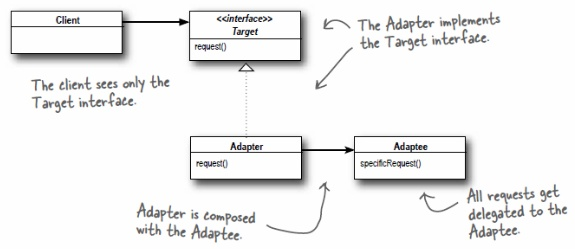 Client
<<interface>>
Target
request()
The Adapter implements
the Target interface.
The client sees only the
Target interface.
Adapter
request()
Adaptee
specificRequest()
Adapter is composed
with the Adaptee.
All requests get
delegated to the
Adaptee.